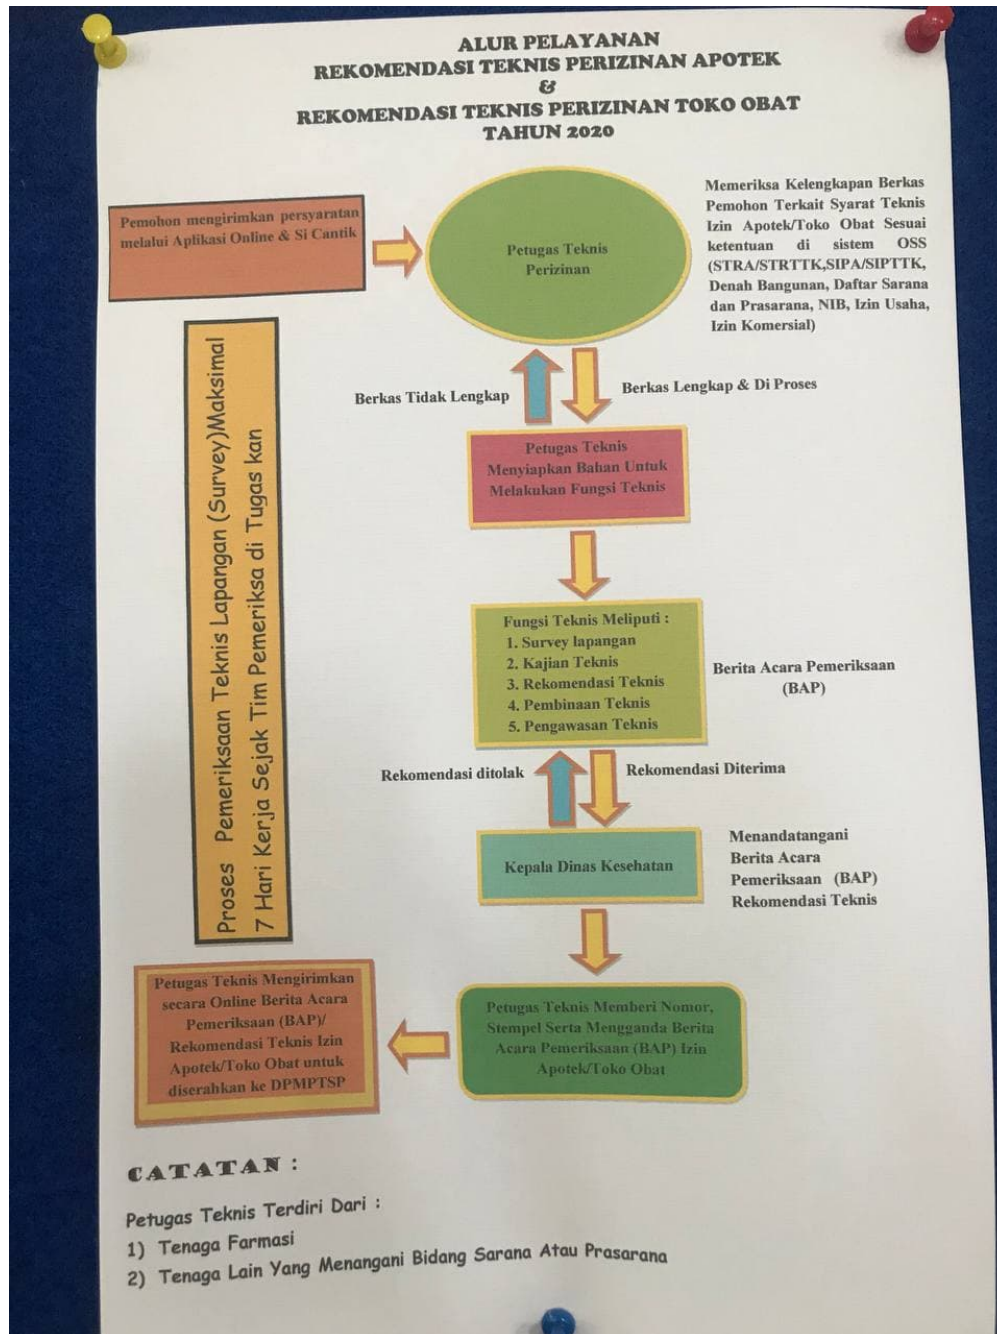 ALUR PELAYANAN
REKOMENDASI TEKNIS PERIZINAN APOTEK
&
REKOMENDASI TEKNIS PERIZINAN TOKO OBAT
TAHUN 2020
Pemohon mengirimkan persyaratan
melalui Aplikasi Online & Si Cantik
Petugas Teknis
Perizinan
Memeriksa Kelengkapan Berkas
Pemohon Terkait Syarat Teknis
Izin Apotek/Toko Obat Sesuai
ketentuan di sistem OSS
(STRA/STRTTK,SIPA/SIPTTK,
Denah Bangunan, Daftar Sarana
dan Prasarana, NIB, Izin Usaha,
Izin Komersial)
Berkas Tidak Lengkap
Berkas Lengkap & Di Proses
Petugas Teknis
Menyiapkan Bahan Untuk
Melakukan Fungsi Teknis
Proses Pemeriksaan Teknis Lapangan (Survey)Maksimal
7 Hari Kerja Sejak Tim Pemeriksa di Tugas kan
Fungsi Teknis Meliputi :
1. Survey lapangan
2. Kajian Teknis
3. Rekomendasi Teknis
4. Pembinaan Teknis
5. Pengawasan Teknis
Berita Acara Pemeriksaan
(BAP)
Rekomendasi ditolak
Rekomendasi Diterima
Kepala Dinas Kesehatan
Menandatangani
Berita Acara
Pemeriksaan (BAP)
Rekomendasi Teknis
Petugas Teknis Memberi Nomor,
Stempel Serta Mengganda Berita
Acara Pemeriksaan (BAP) Izin
Apotek/Toko Obat
Petugas Teknis Mengirimkan
secara Online Berita Acara
Pemeriksaan (BAP)/
Rekomendasi Teknis Izin
Apotek/Toko Obat untuk
diserahkan ke DPMPTSP
CATATAN :
Petugas Teknis Terdiri Dari :
1) Tenaga Farmasi
2) Tenaga Lain Yang Menangani Bidang Sarana Atau Prasarana